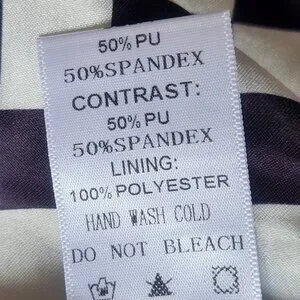 50% PU
50%SPANDEX
CONTRAST:
50% PU
50%SPANDEX
LINING:
100% POLYESTER
HAND WASH COLD
DO NOT BLEACH